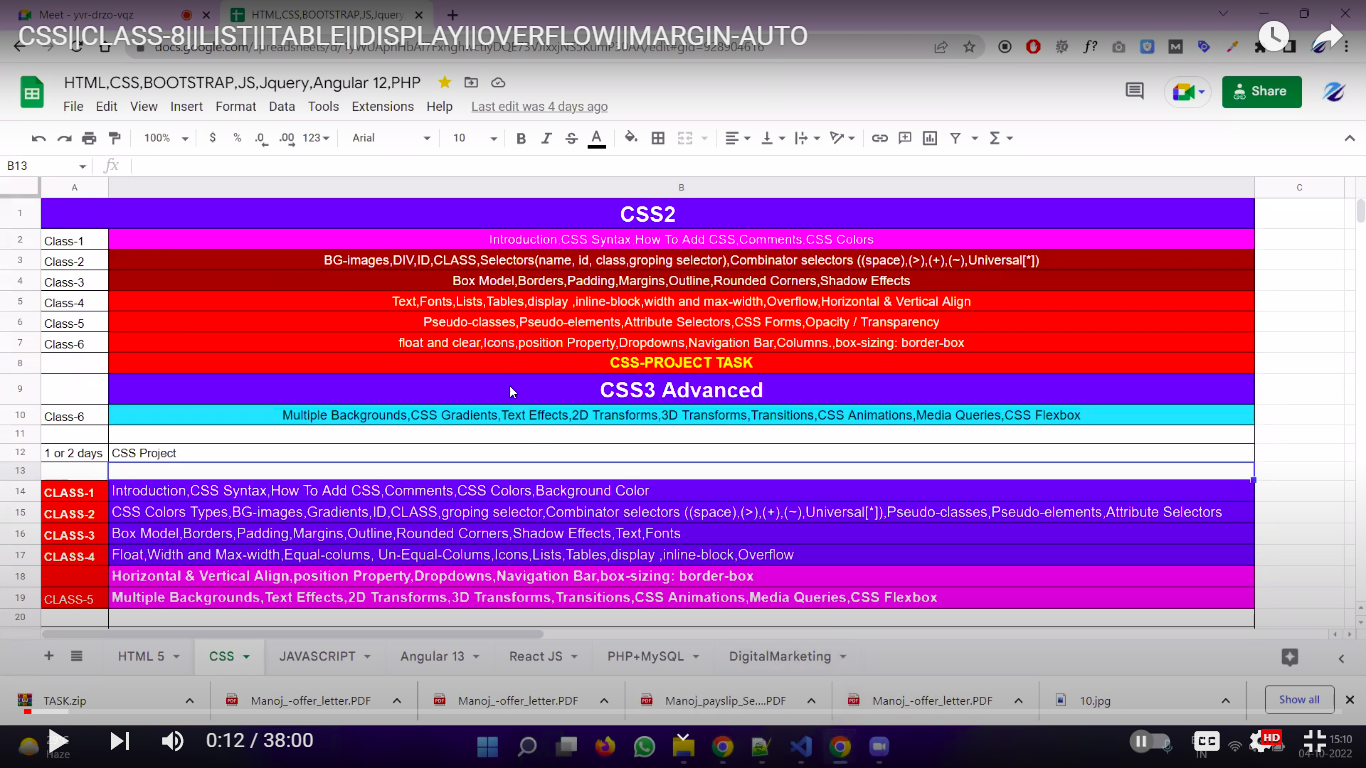 Meet - yvr-drzo-vqz
HTML,CSS,BOOTSTRAP,JS,Jquery
CSS||CLASS-8||LIST||TABLE||DISPLAY||OVERFLOW||MARGIN-AUTO
HTML,CSS,BOOTSTRAP,JS,Jquery,Angular 12,PHP
File Edit View Insert Format Data Tools Extensions Help Last edit was 4 days ago
Share
100% $ % .0 .00 123 Arial 10 B I S A
B13 fx
A B C
1 CSS2
2 Class-1 Introduction CSS Syntax How To Add CSS,Comments,CSS Colors
3 Class-2 BG-images,DIV,ID,CLASS,Selectors(name, id, class,groping selector),Combinator selectors ((space),(>),(+),(~),Universal[*])
4 Class-3 Box Model,Borders,Padding,Margins,Outline,Rounded Corners,Shadow Effects
5 Class-4 Text,Fonts,Lists,Tables,display ,inline-block,width and max-width,Overflow,Horizontal & Vertical Align
6 Class-5 Pseudo-classes,Pseudo-elements,Attribute Selectors,CSS Forms,Opacity / Transparency
7 Class-6 float and clear,Icons,position Property,Dropdowns,Navigation Bar,Columns.,box-sizing: border-box
8 CSS-PROJECT TASK
9 CSS3 Advanced
10 Class-6 Multiple Backgrounds,CSS Gradients,Text Effects,2D Transforms,3D Transforms,Transitions,CSS Animations,Media Queries,CSS Flexbox
11
12 1 or 2 days CSS Project
13
14 CLASS-1 Introduction,CSS Syntax,How To Add CSS,Comments,CSS Colors,Background Color
15 CLASS-2 CSS Colors Types,BG-images,Gradients,ID,CLASS,groping selector,Combinator selectors ((space),(>),(+),(~),Universal[*]),Pseudo-classes,Pseudo-elements,Attribute Selectors
16 CLASS-3 Box Model,Borders,Padding,Margins,Outline,Rounded Corners,Shadow Effects,Text,Fonts
17 CLASS-4 Float,Width and Max-width,Equal-colums, Un-Equal-Colums,Icons,Lists,Tables,display ,inline-block,Overflow
18 Horizontal & Vertical Align,position Property,Dropdowns,Navigation Bar,box-sizing: border-box
19 CLASS-5 Multiple Backgrounds,Text Effects,2D Transforms,3D Transforms,Transitions,CSS Animations,Media Queries,CSS Flexbox
20
HTML 5 CSS JAVASCRIPT Angular 13 React JS PHP+MySQL DigitalMarketing
TASK.zip Manoj_-offer_letter.PDF Manoj_-offer_letter.PDF Manoj_payslip_Se....PDF Manoj_-offer_letter.PDF 10.jpg Show all
0:12 / 38:00 CC HD 15:10
Haze IN 04-10-2022